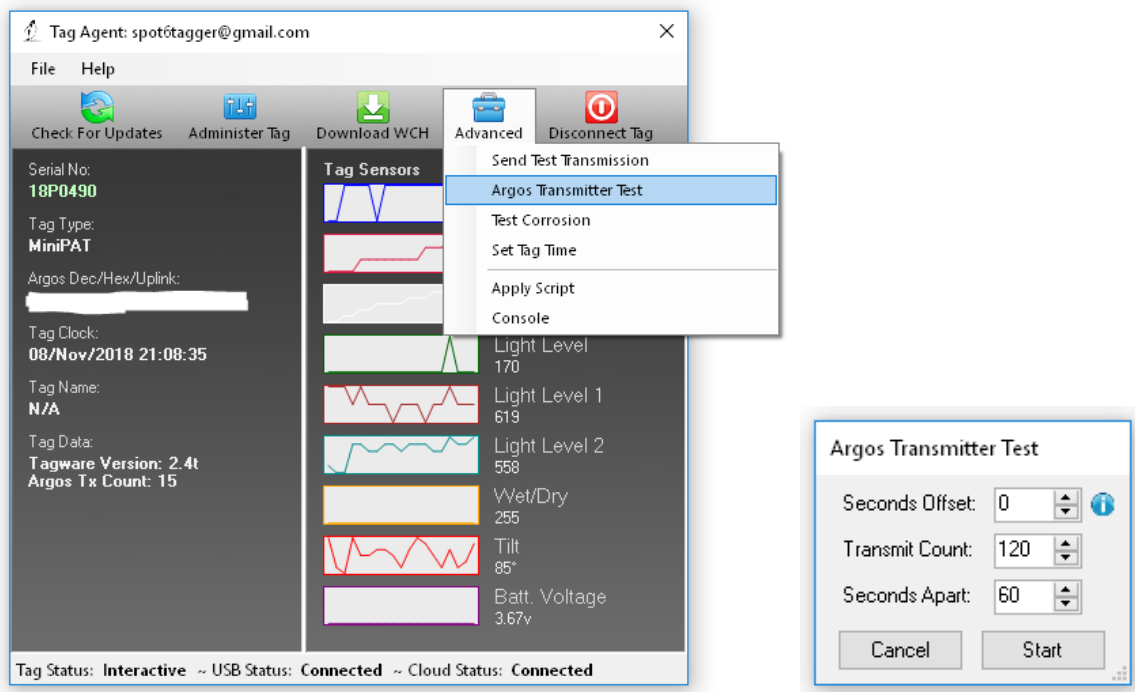 Tag Agent: spot6tagger@gmail.com
File Help
Check For Updates Administer Tag Download WCH Advanced Disconnect Tag
Serial No:
18P0490
Tag Type:
MiniPAT
Argos Dec/Hex/Uplink:
Tag Clock:
08/Nov/2018 21:08:35
Tag Name:
N/A
Tag Data:
Tagware Version: 2.4t
Argos Tx Count: 15
Tag Sensors
Send Test Transmission
Argos Transmitter Test
Test Corrosion
Set Tag Time
Apply Script
Console
Light Level
170
Light Level 1
619
Light Level 2
558
Wet/Dry
255
Tilt
85°
Batt. Voltage
3.67v
Tag Status: Interactive ~ USB Status: Connected ~ Cloud Status: Connected
Argos Transmitter Test
Seconds Offset: 0
Transmit Count: 120
Seconds Apart: 60
Cancel Start